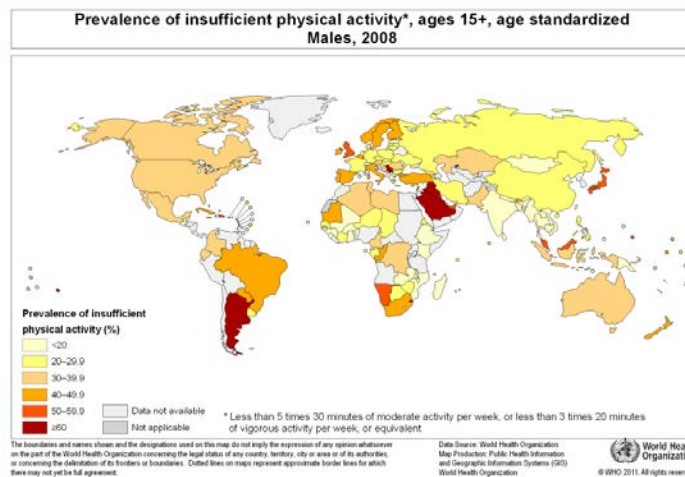 Prevalence of insufficient physical activity*, ages 15+, age standardized
Males, 2008
Prevalence of insufficient
physical activity (%)
<20
20–29.9
30–39.9
40–49.9
50–59.9
≥60
Data not available
Not applicable
* Less than 5 times 30 minutes of moderate activity per week, or less than 3 times 20 minutes
of vigorous activity per week, or equivalent
The boundaries and names shown and the designations used on this map do not imply the expression of any opinion whatsoever
on the part of the World Health Organization concerning the legal status of any country, territory, city or area or of its authorities,
or concerning the delimitation of its frontiers or boundaries. Dotted lines on maps represent approximate border lines for which
there may not yet be full agreement.
Data Source: World Health Organization
Map Production: Public Health Information
and Geographic Information Systems (GIS)
World Health Organization
World Hea
Organizatio
© WHO 2011. All rights reser